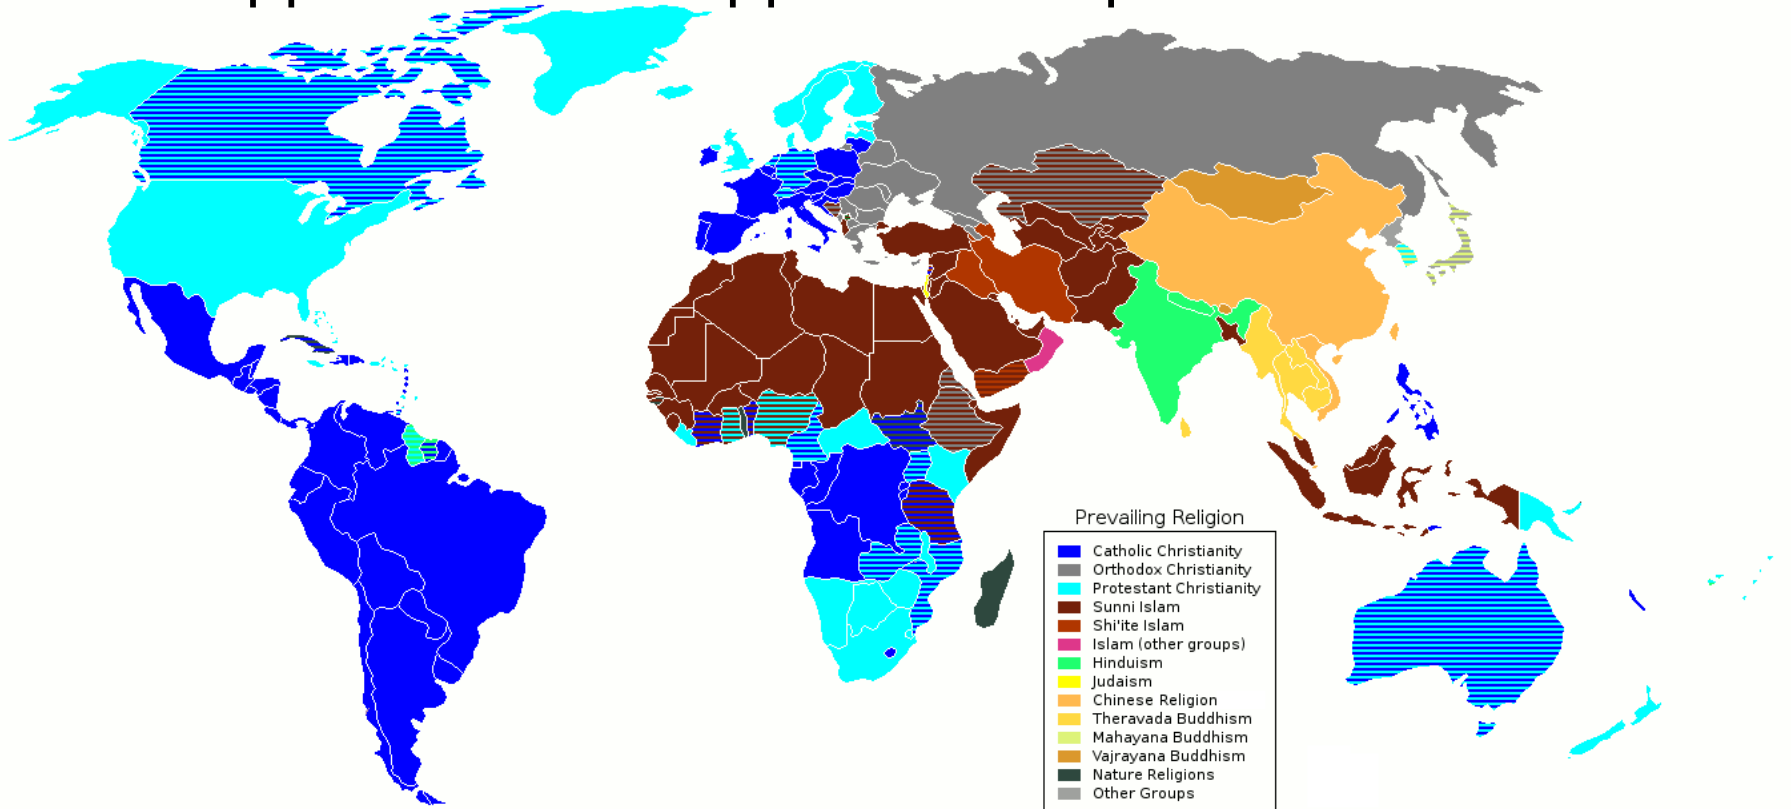 Prevailing Religion
Catholic Christianity
Orthodox Christianity
Protestant Christianity
Sunni Islam
Shi'ite Islam
Islam (other groups)
Hinduism
Judaism
Chinese Religion
Theravada Buddhism
Mahayana Buddhism
Vajrayana Buddhism
Nature Religions
Other Groups